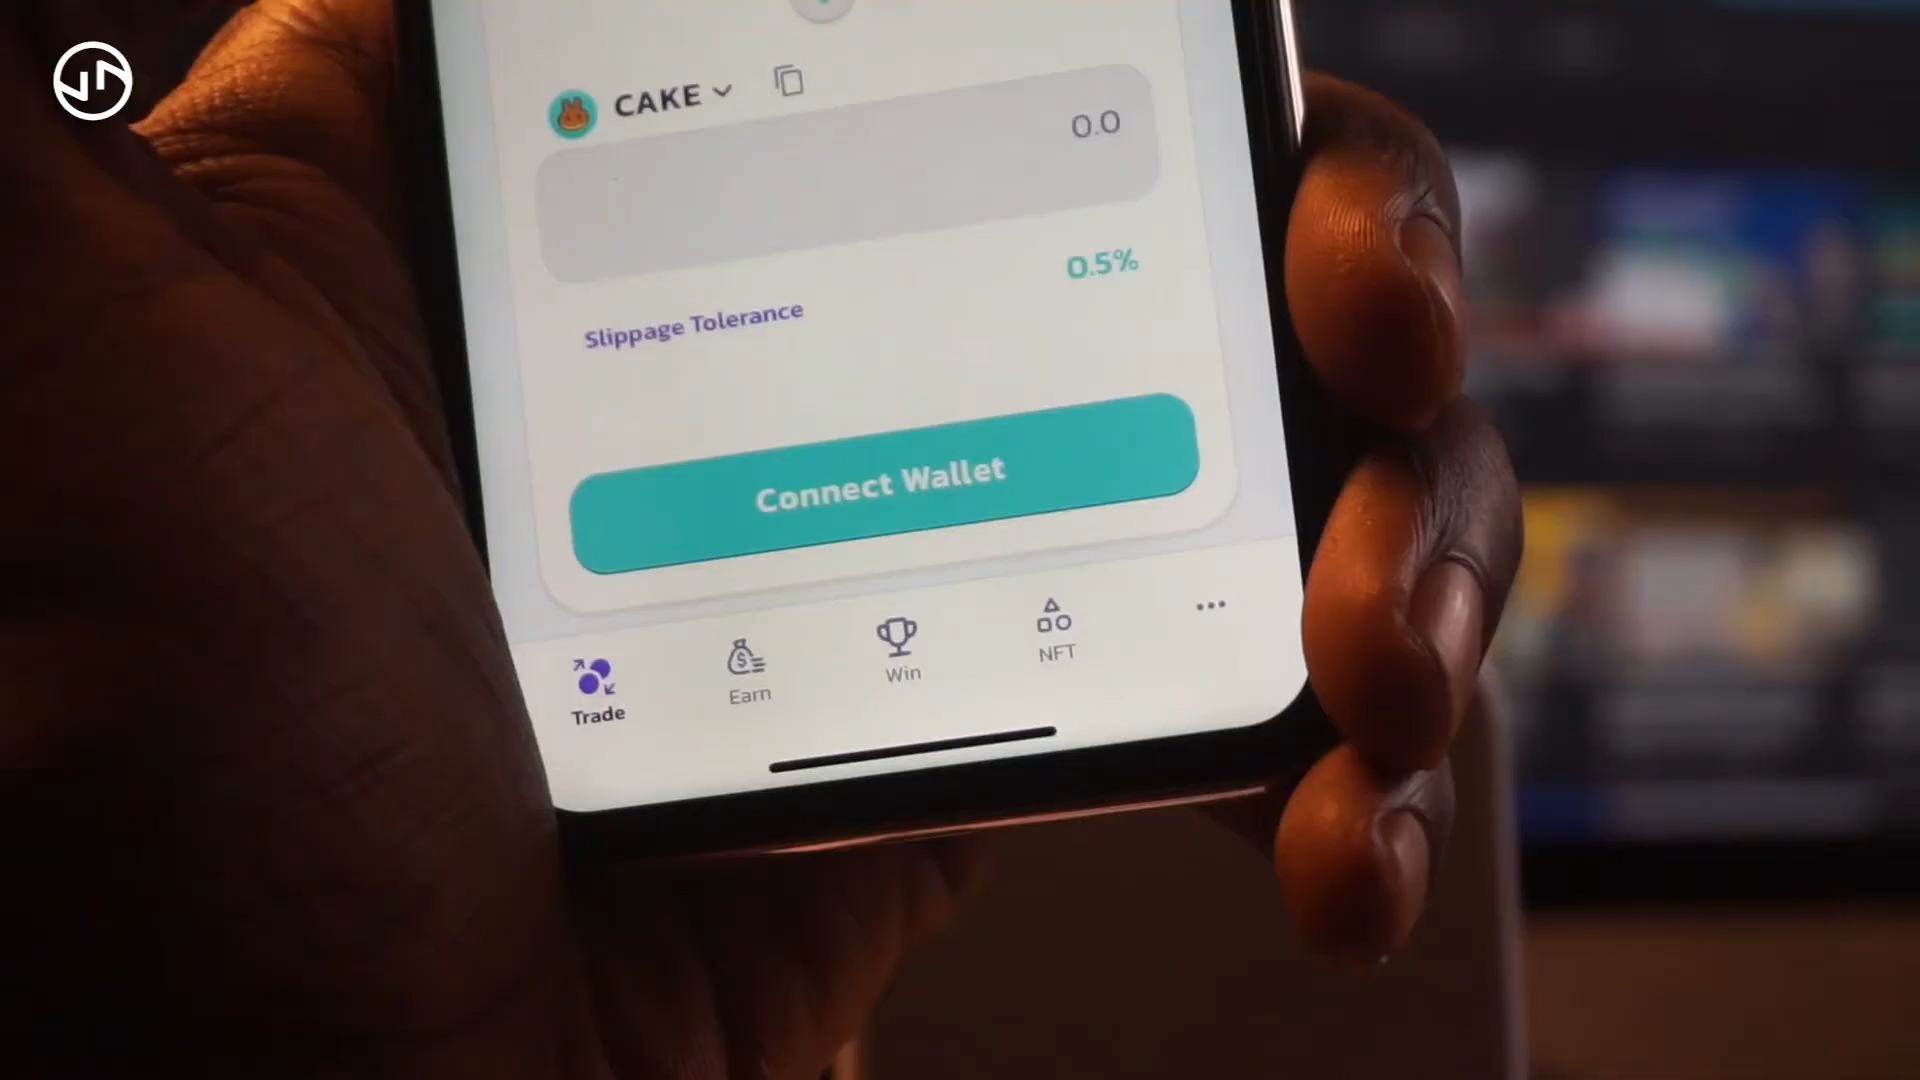 CAKE
0.0
0.5%
Slippage Tolerance
Connect Wallet
Trade
Earn
Win
NFT